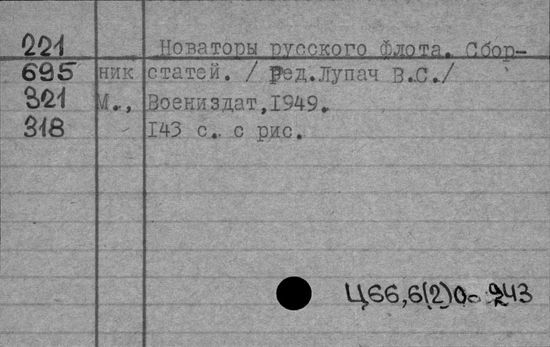 221 Новаторы русского флота. Сбор-
695 ник статей. / Ред.Лупач В.С./
321 М., Воениздат,1949.
318 143 с. с рис.
Ц66,6(2)0-